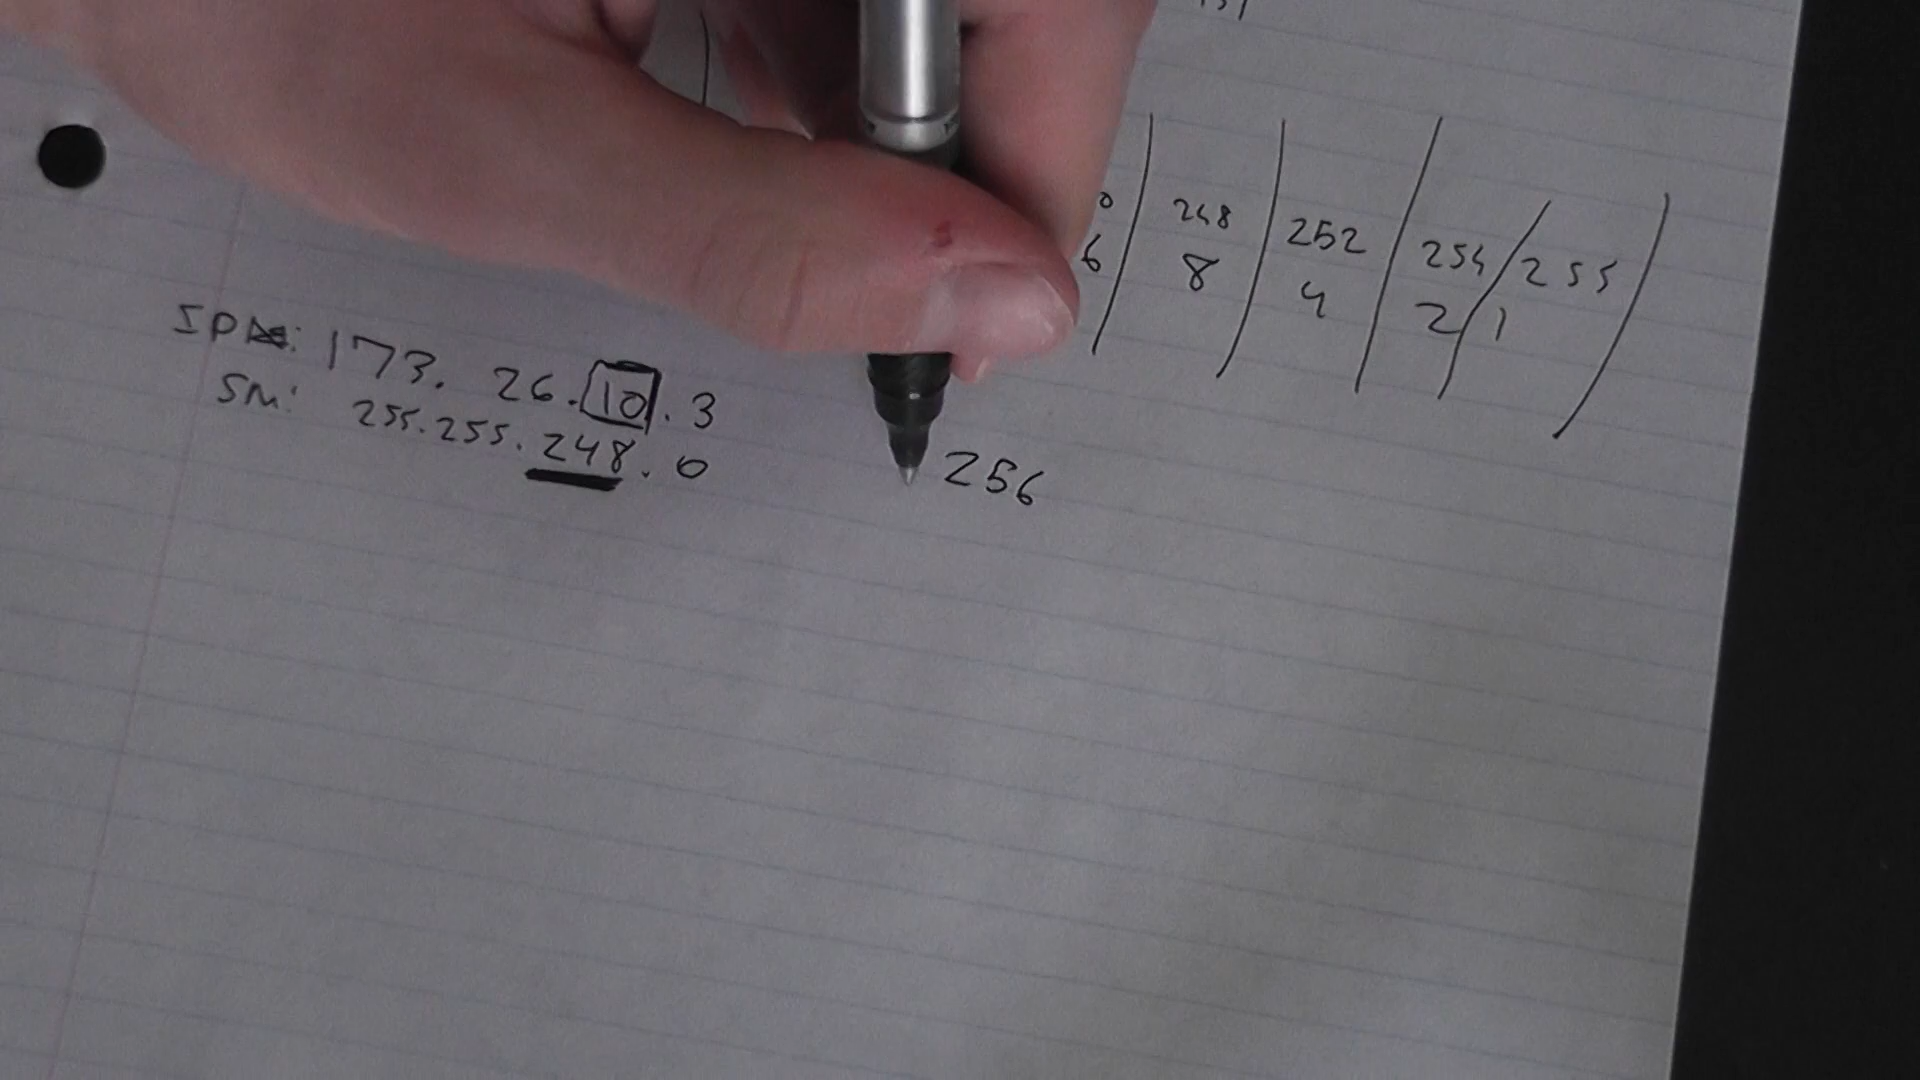 0 | 248 | 252 | 254 / 255
6 | 8 | 4 | 2 / 1
IP: 173. 26. 10. 3
SM: 255. 255. 248. 0
256